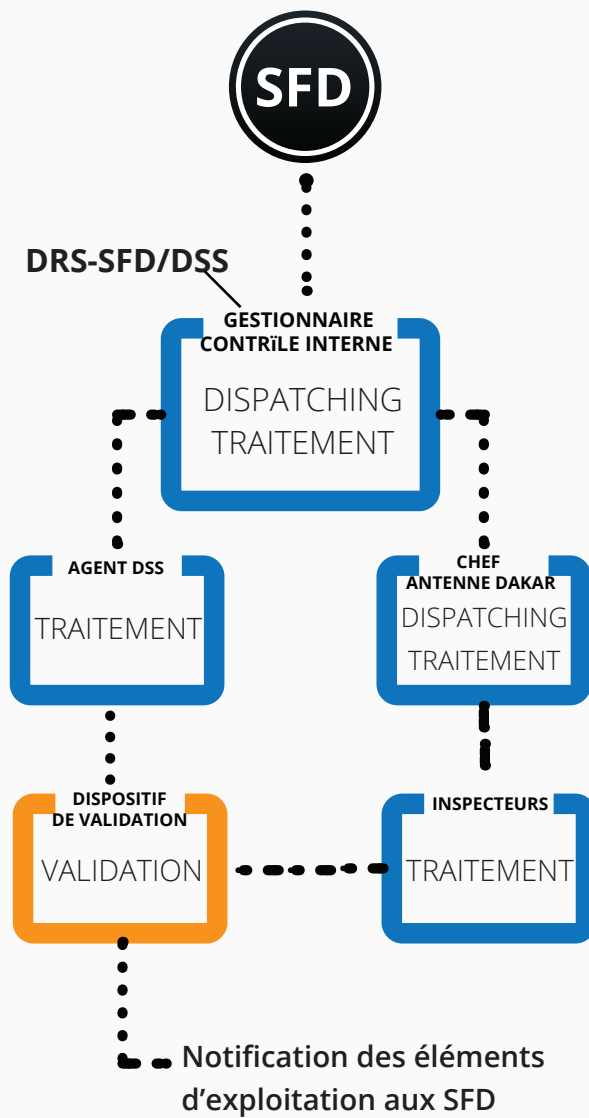 SFD
DRS-SFD/DSS
GESTIONNAIRE
CONTRïLE INTERNE
DISPATCHING
TRAITEMENT
AGENT DSS
TRAITEMENT
CHEF
ANTENNE DAKAR
DISPATCHING
TRAITEMENT
DISPOSITIF
DE VALIDATION
VALIDATION
INSPECTEURS
TRAITEMENT
Notification des éléments
d’exploitation aux SFD